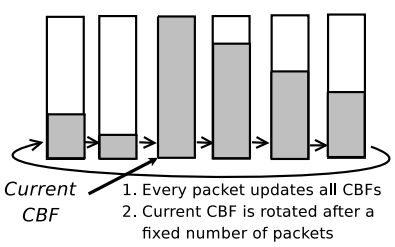 Current
CBF
1. Every packet updates all CBFs
2. Current CBF is rotated after a
fixed number of packets